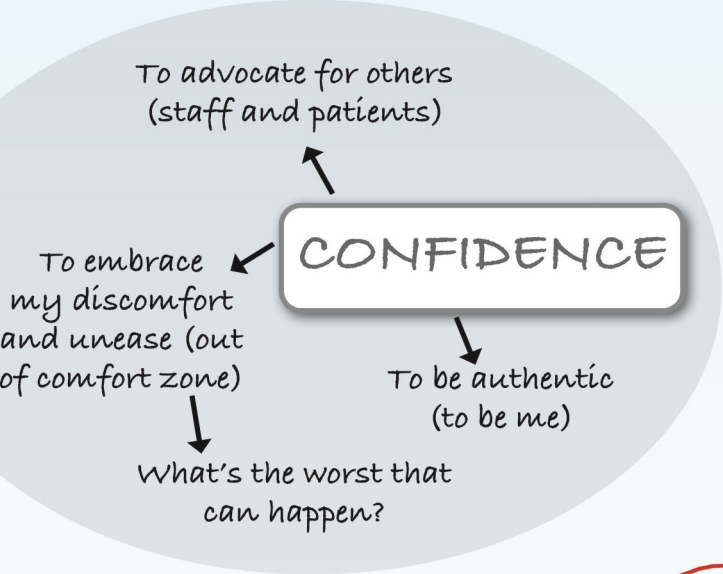 To advocate for others
(staff and patients)
CONFIDENCE
To embrace
my discomfort
and unease (out
of comfort zone)
To be authentic
(to be me)
What's the worst that
can happen?